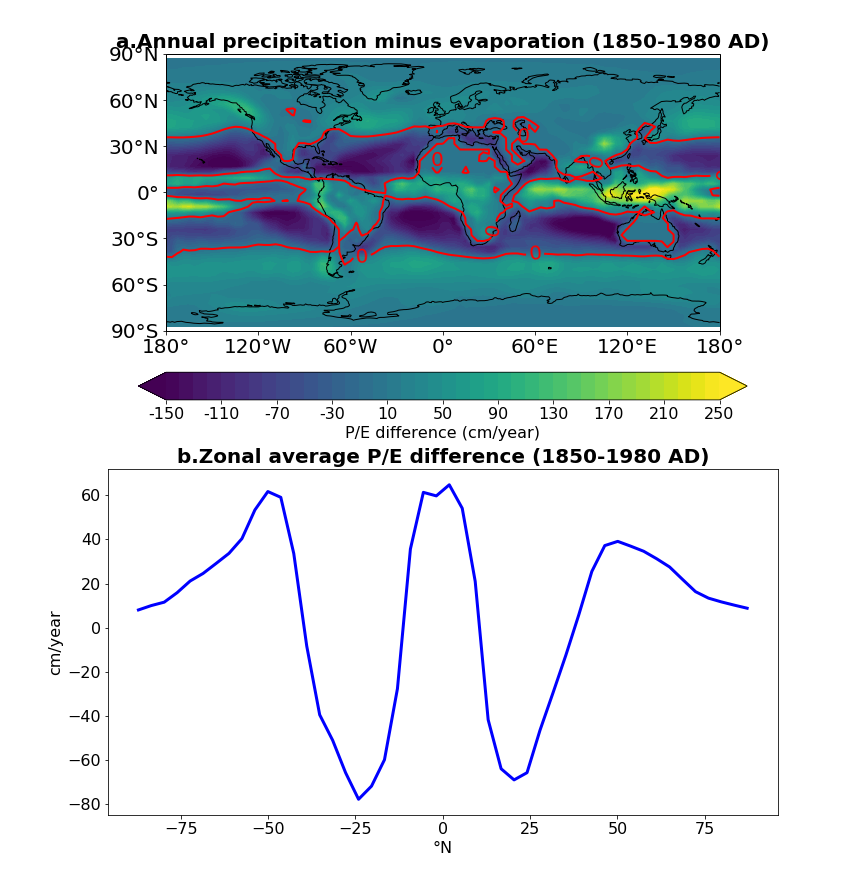 a.Annual precipitation minus evaporation (1850-1980 AD)
90°N
60°N
30°N
0°
30°S
60°S
90°S
0
0
0
0
180° 120°W 60°W 0° 60°E 120°E 180°
-150 -110 -70 -30 10 50 90 130 170 210 250
P/E difference (cm/year)
b.Zonal average P/E difference (1850-1980 AD)
60
40
20
0
−20
−40
−60
−80
cm/year
−75 −50 −25 0 25 50 75
°N